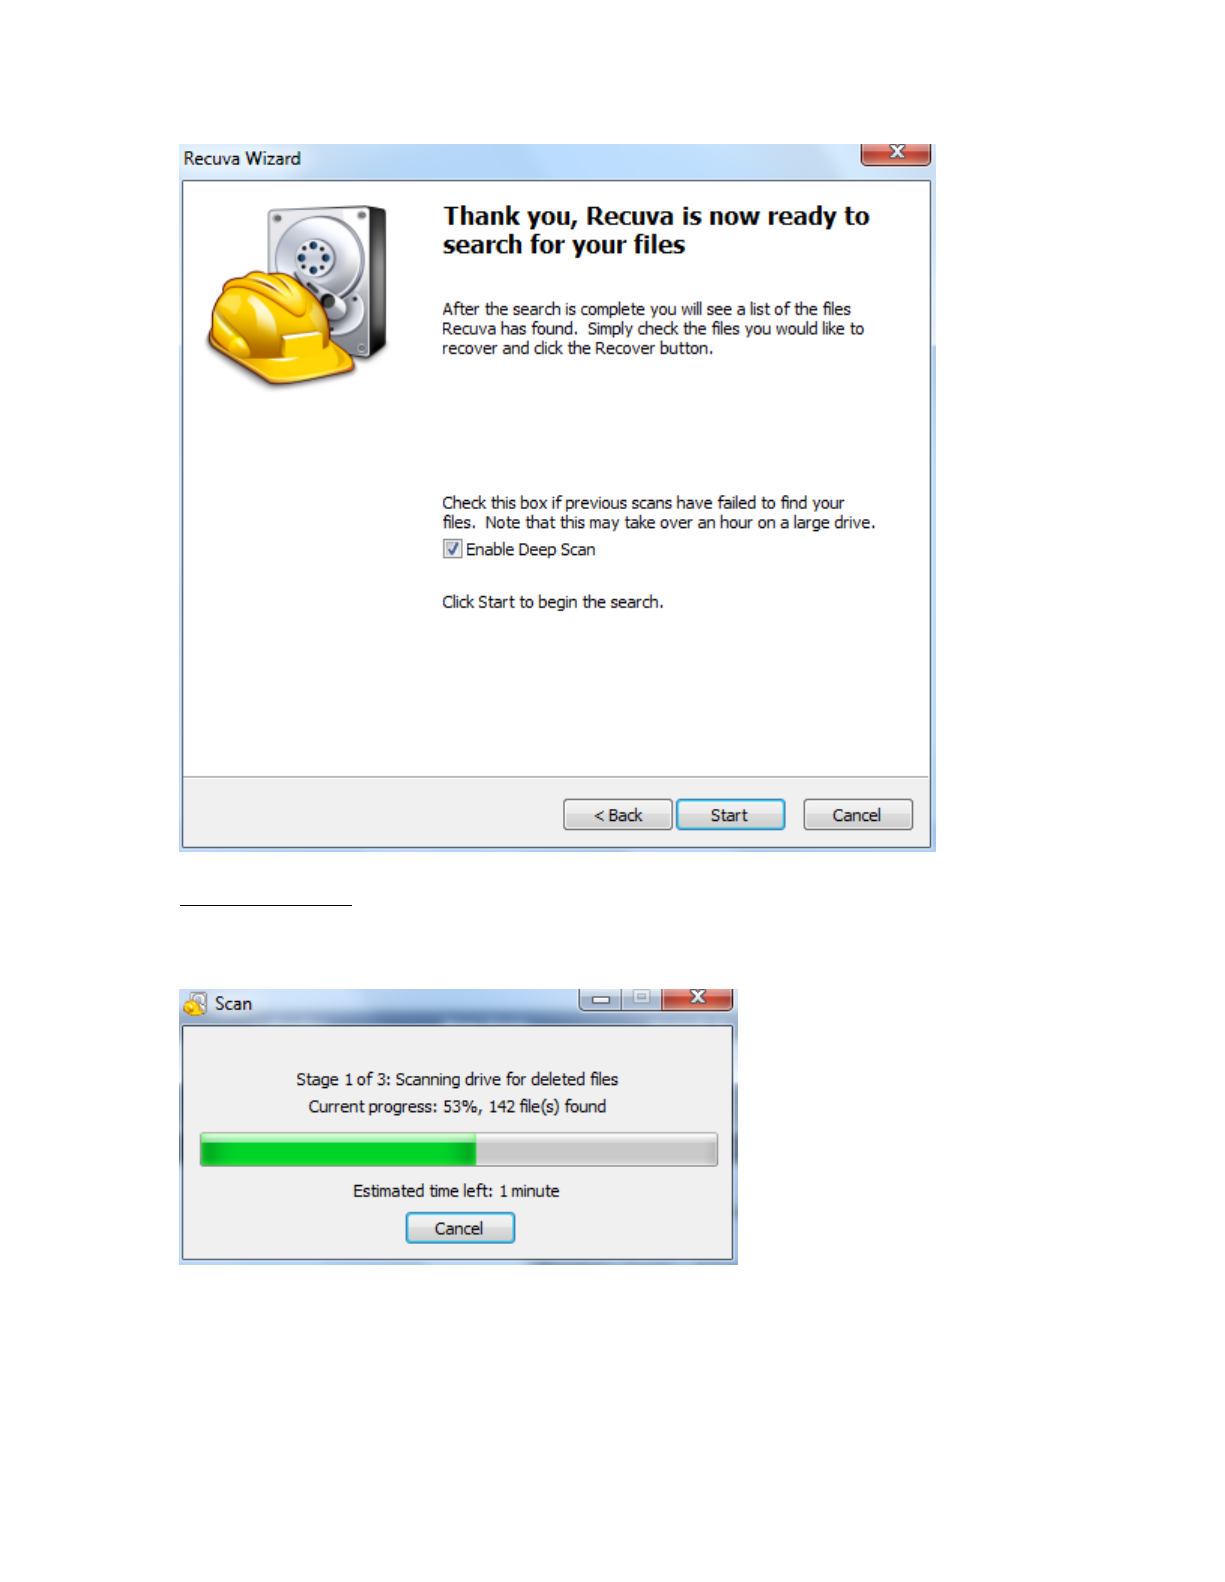 Recuva Wizard
Thank you, Recuva is now ready to
search for your files
After the search is complete you will see a list of the files
Recuva has found.  Simply check the files you would like to
recover and click the Recover button.
Check this box if previous scans have failed to find your
files.  Note that this may take over an hour on a large drive.
Enable Deep Scan
Click Start to begin the search.
< Back
Start
Cancel
Scan
Stage 1 of 3: Scanning drive for deleted files
Current progress: 53%, 142 file(s) found
Estimated time left: 1 minute
Cancel